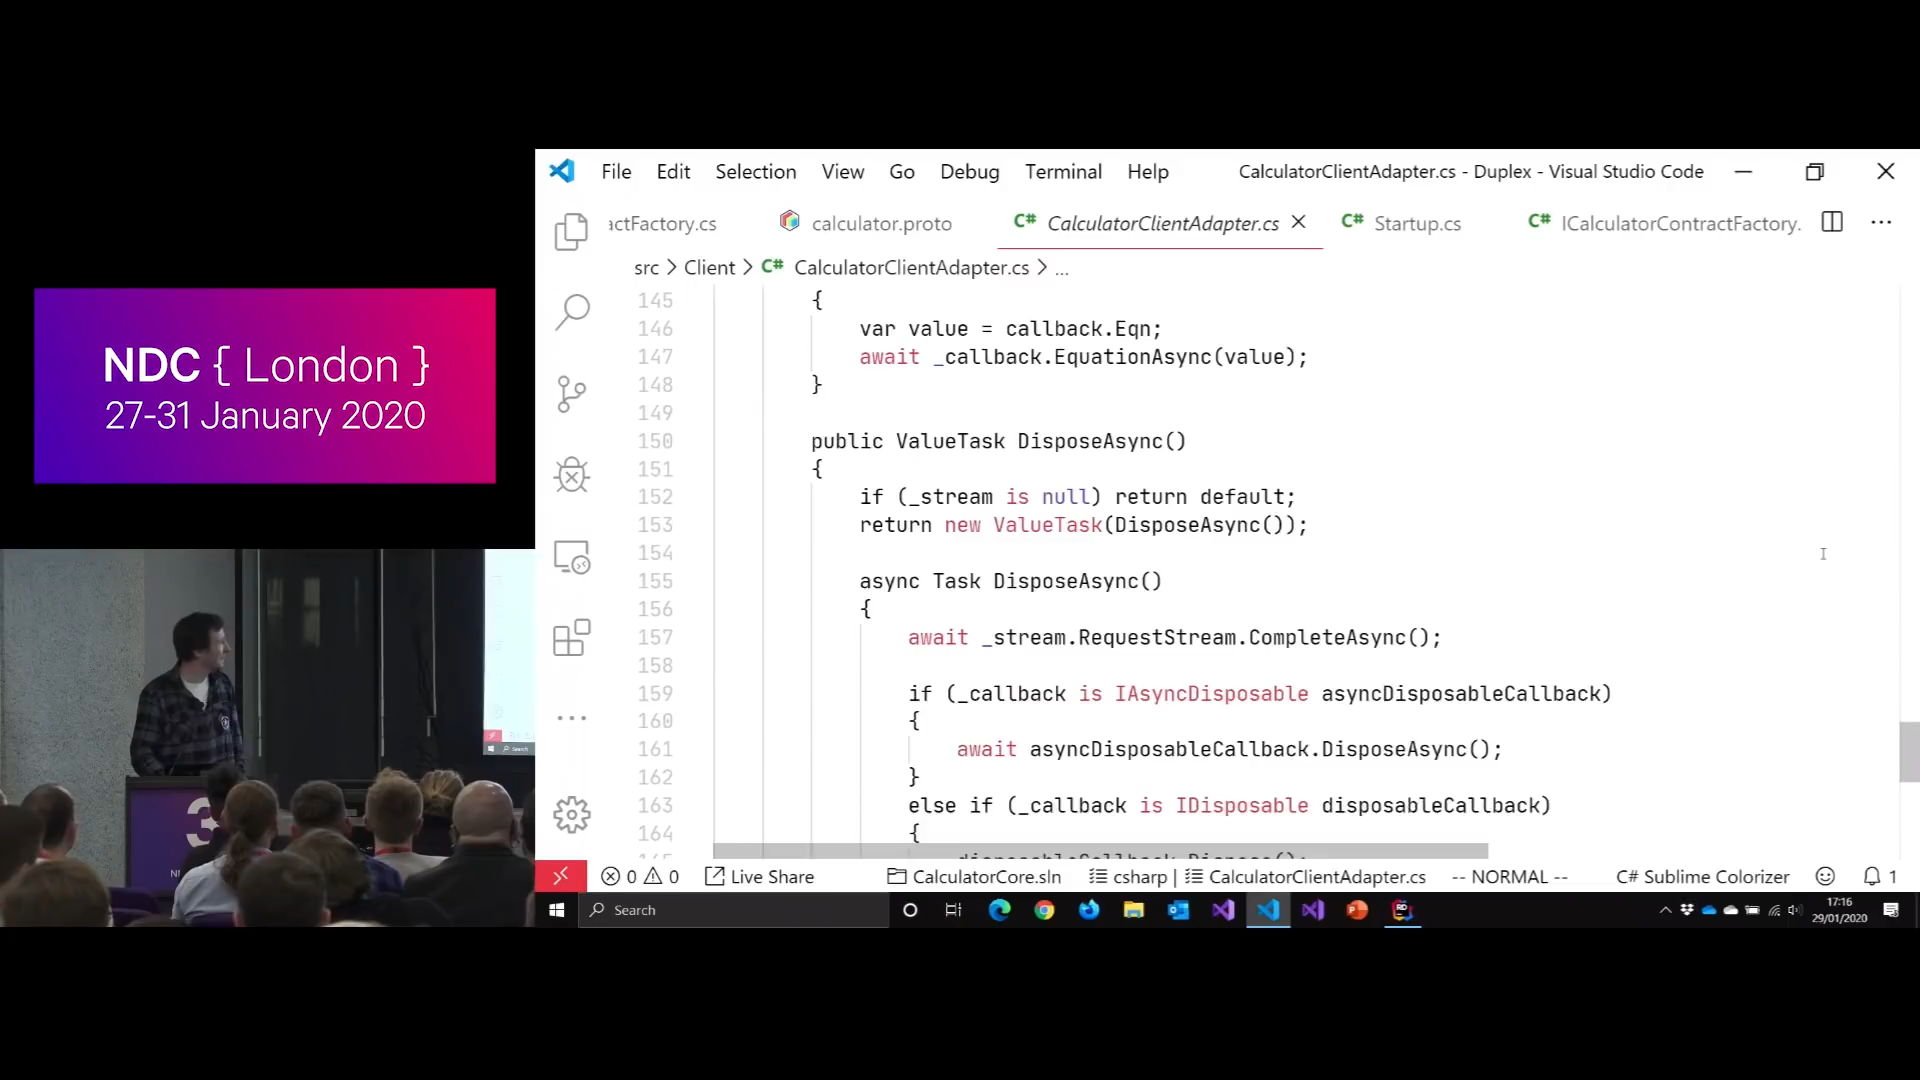 NDC { London }
27-31 January 2020
3
File Edit Selection View Go Debug Terminal Help CalculatorClientAdapter.cs - Duplex - Visual Studio Code
actFactory.cs calculator.proto C# CalculatorClientAdapter.cs C# Startup.cs C# ICalculatorContractFactory.
src > Client > C# CalculatorClientAdapter.cs > ...
145 {
146 var value = callback.Eqn;
147 await _callback.EquationAsync(value);
148 }
149
150 public ValueTask DisposeAsync()
151 {
152 if (_stream is null) return default;
153 return new ValueTask(DisposeAsync());
154
155 async Task DisposeAsync()
156 {
157 await _stream.RequestStream.CompleteAsync();
158
159 if (_callback is IAsyncDisposable asyncDisposableCallback)
160 {
161 await asyncDisposableCallback.DisposeAsync();
162 }
163 else if (_callback is IDisposable disposableCallback)
164 {
0 0 Live Share CalculatorCore.sln csharp | CalculatorClientAdapter.cs -- NORMAL -- C# Sublime Colorizer 1
Search
17:16
29/01/2020